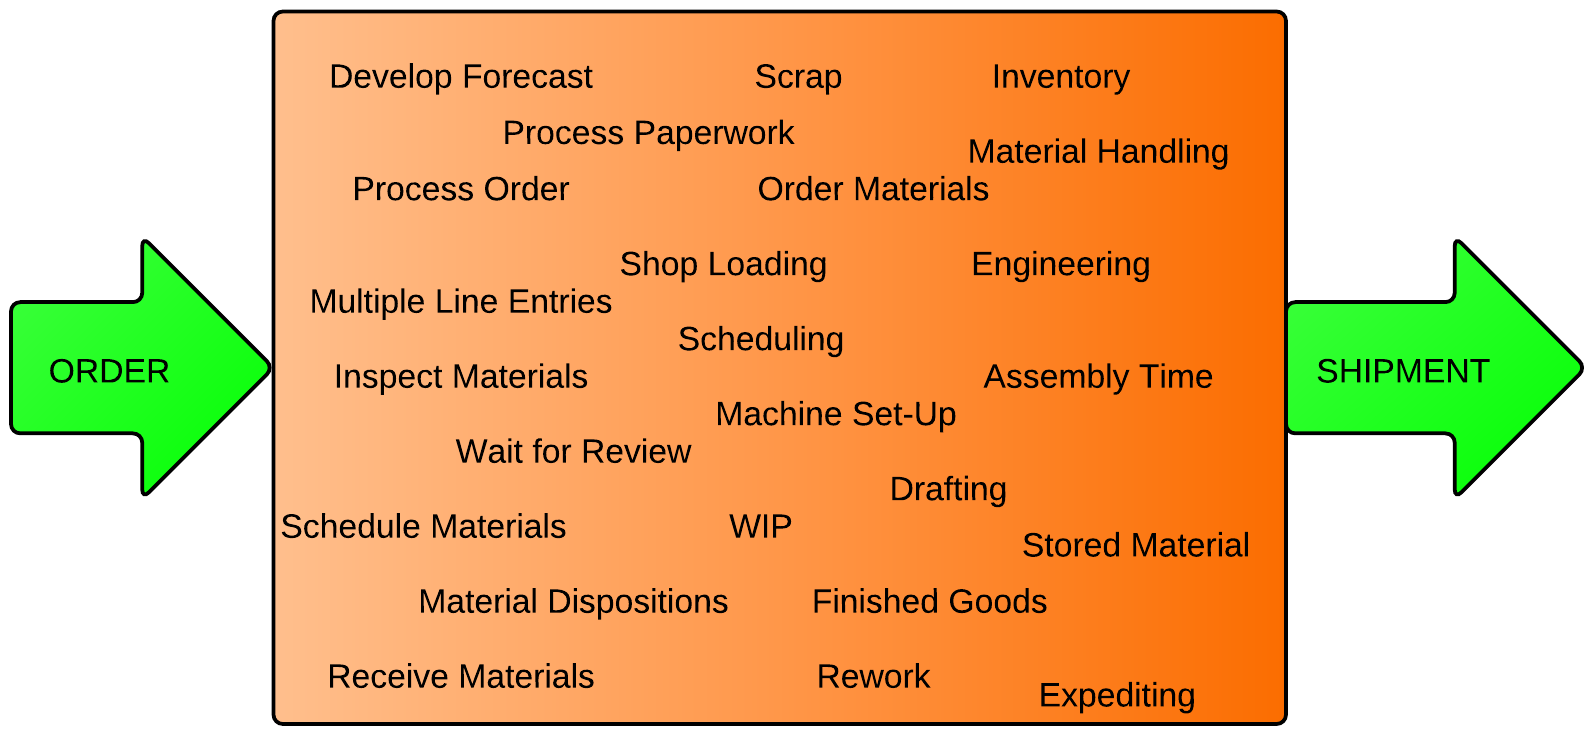 Develop Forecast
Scrap
Inventory
Process Paperwork
Material Handling
Process Order
Order Materials
Shop Loading
Engineering
Multiple Line Entries
Scheduling
ORDER
SHIPMENT
Inspect Materials
Assembly Time
Machine Set-Up
Wait for Review
Drafting
Schedule Materials
WIP
Stored Material
Material Dispositions
Finished Goods
Receive Materials
Rework
Expediting